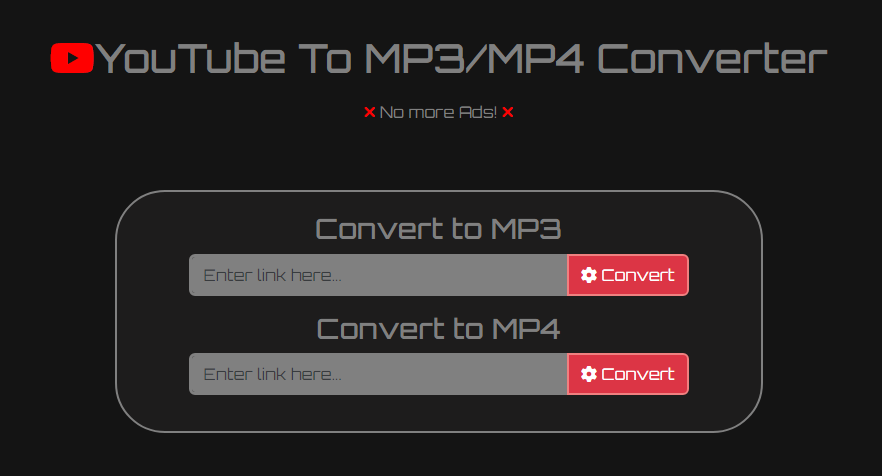 YouTube To MP3/MP4 Converter
❌ No more Ads! ❌
Convert to MP3
Enter link here... Convert
Convert to MP4
Enter link here... Convert